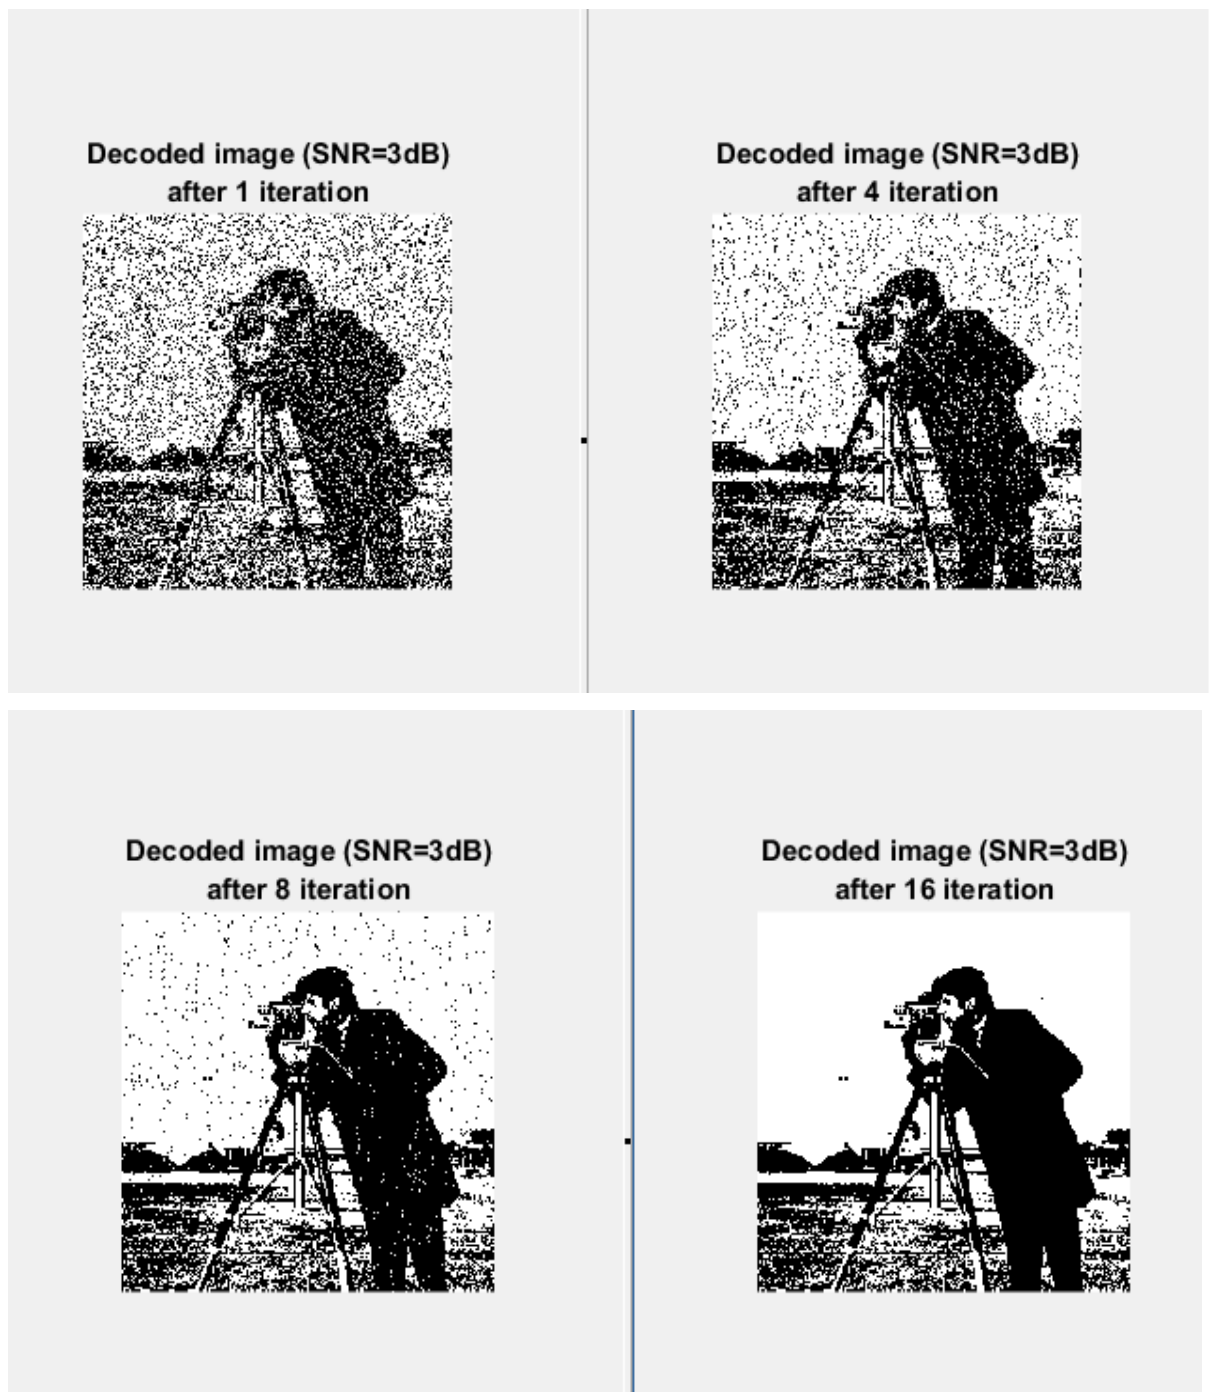 Decoded image (SNR=3dB)
after 1 iteration
Decoded image (SNR=3dB)
after 4 iteration
Decoded image (SNR=3dB)
after 8 iteration
Decoded image (SNR=3dB)
after 16 iteration